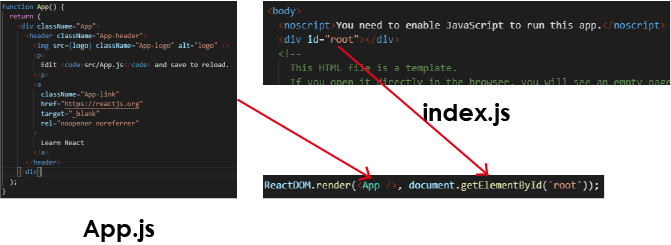 function App() {
return (
<div className="App">
<header className="App-header">
<img src={logo} className="App-logo" alt="logo" />
<p>
Edit <code>src/App.js</code> and save to reload.
</p>
<a
className="App-link"
href="https://reactjs.org"
target="_blank"
rel="noopener noreferrer"
>
Learn React
</a>
</header>
</div>
);
}
App.js
<body>
<noscript>You need to enable JavaScript to run this app.</noscript>
<div id="root"></div>
<!--
This HTML file is a template.
If you open it directly in the browser, you will see an empty page
index.js
ReactDOM.render(<App />, document.getElementById('root'));